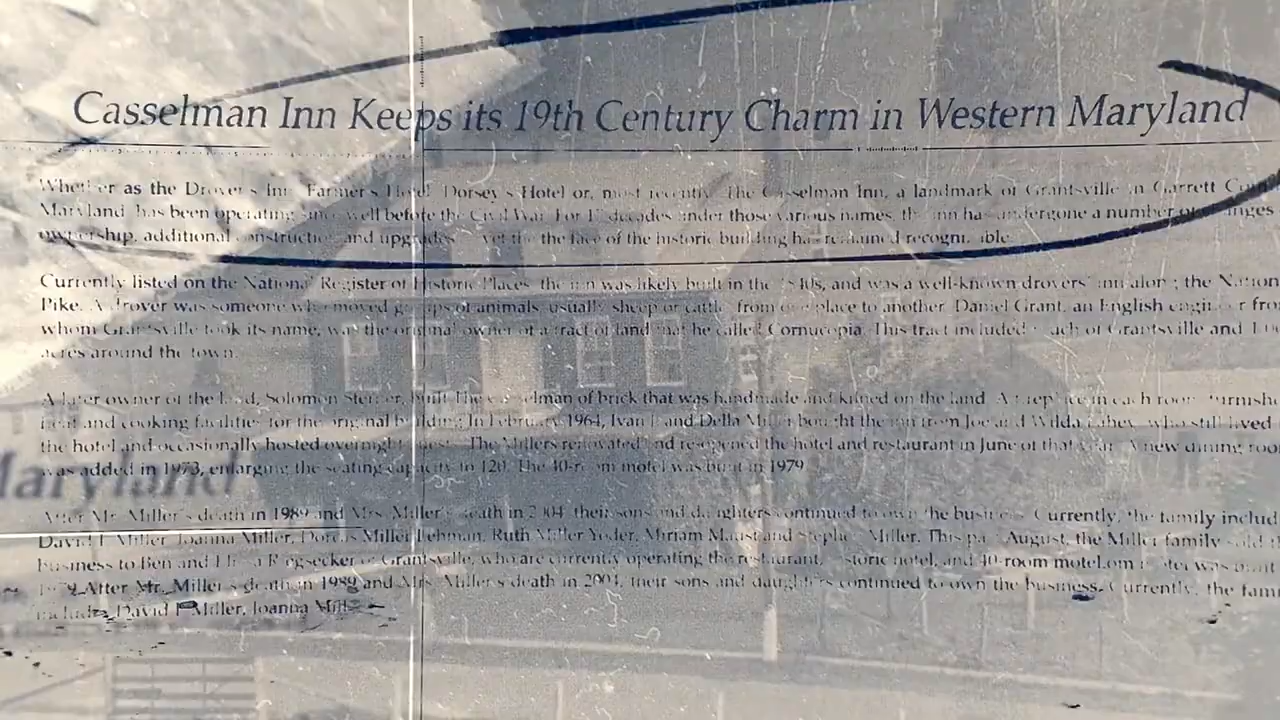 Casselman Inn Keeps its 19th Century Charm in Western Maryland
Whether as the Drover's Inn, Farmer's Hotel, Dorsey's Hotel or, most recently, The Casselman Inn, a landmark of Grantsville in Garrett
Maryland has been operating since well before the Civil War. For decades under those various names, the inn has undergone a number of
ownership, additional construction and upgrades yet the the face of the historic building has remained recognizable
Currently listed on the National Register of Historic Places, the inn was likely built in the and was a well-known drovers' inn along the
Pike. A drover was someone who moved groups of animals, usually sheep or cattle, from one place to another. Daniel Grant, an English engineer
whom Grantsville took its name, was the original owner of a tract of land that he called Cornucopia. This tract included each of Grantsville and
acres around the town.
A later owner of the land, Solomon built The Casselman of brick that was handmade and kilned on the land. A fireplace in each room
heat and cooking facilities for the original building. In February 1964, Ivan and Della Miller bought the inn from Joe and Wilda who still lived
the hotel and occasionally hosted overnight guests. The Millers renovated and reopened the hotel and restaurant in June of that year. A new dining
was added in 1973, enlarging the seating capacity to 120. The 40-room motel was built in 1979
Maryland
After Mr. Miller's death in 1989 and Mrs. Miller's death in 2004, their sons and daughters continued to own the business. Currently, the family
David Miller, Joanna Miller, Dorcas Miller Lehman, Ruth Miller Yoder, Miriam Maust and Miller. This past August, the Miller family sold
business to Ben and Regsecker of Grantsville, who are currently operating the restaurant, historic hotel, and 40-room motel. was built
After Mr. Miller's death in 1989 and Mrs. Miller's death in 2004, their sons and daughters continued to own the business. Currently, the
includes David Miller, Joanna